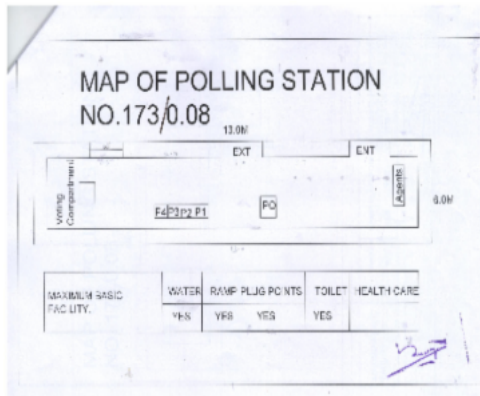 MAP OF POLLING STATION
NO.173/0.08
13.0M
EXT
ENT
Voting Compartment
P4 P3 P2 P1
PO
Agents
6.0M
MAXIMUM BASIC FACILITY.
WATER RAMP PLUG POINTS TOILET HEALTH CARE
YES YES YES YES